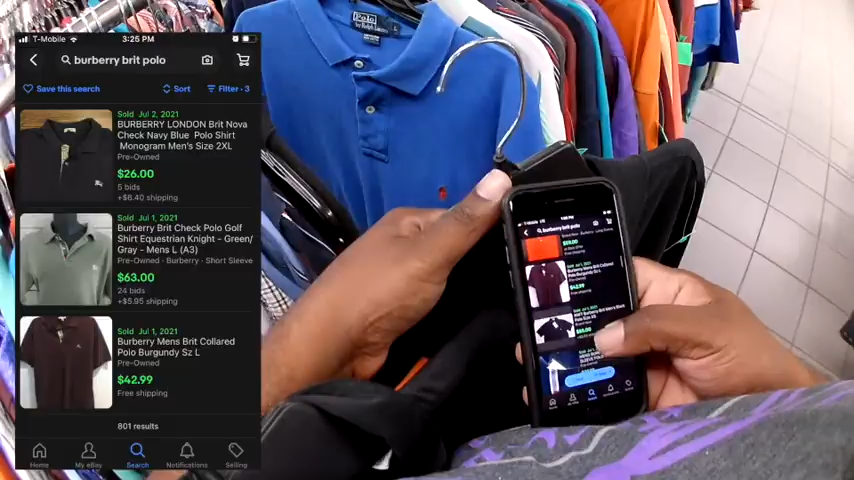 T-Mobile
3:25 PM
burberry brit polo
Save this search
Sort
Filter · 3
Sold Jul 2, 2021
BURBERRY LONDON Brit Nova
Check Navy Blue Polo Shirt
Monogram Men's Size 2XL
Pre-Owned
$26.00
5 bids
+$6.40 shipping
Sold Jul 1, 2021
Burberry Brit Check Polo Golf
Shirt Equestrian Knight - Green/
Gray - Mens L (A3)
Pre-Owned · Burberry · Short Sleeve
$63.00
24 bids
+$5.95 shipping
Sold Jul 1, 2021
Burberry Mens Brit Collared
Polo Burgundy Sz L
Pre-Owned
$42.99
Free shipping
801 results
Home
My eBay
Search
Notifications
Selling
Polo
by Ralph Lauren
burberry brit polo
$42.99